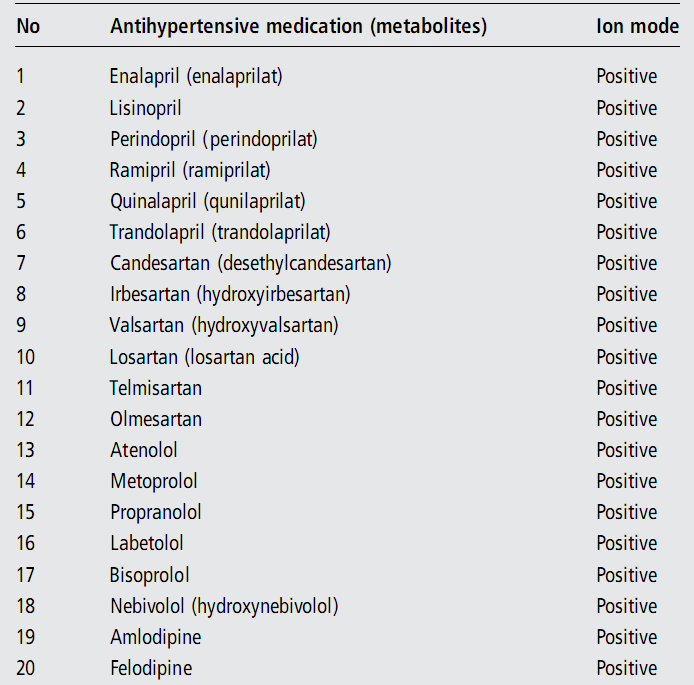 No Antihypertensive medication (metabolites) Ion mode
1 Enalapril (enalaprilat) Positive
2 Lisinopril Positive
3 Perindopril (perindoprilat) Positive
4 Ramipril (ramiprilat) Positive
5 Quinalapril (qunilaprilat) Positive
6 Trandolapril (trandolaprilat) Positive
7 Candesartan (desethylcandesartan) Positive
8 Irbesartan (hydroxyirbesartan) Positive
9 Valsartan (hydroxyvalsartan) Positive
10 Losartan (losartan acid) Positive
11 Telmisartan Positive
12 Olmesartan Positive
13 Atenolol Positive
14 Metoprolol Positive
15 Propranolol Positive
16 Labetolol Positive
17 Bisoprolol Positive
18 Nebivolol (hydroxynebivolol) Positive
19 Amlodipine Positive
20 Felodipine Positive